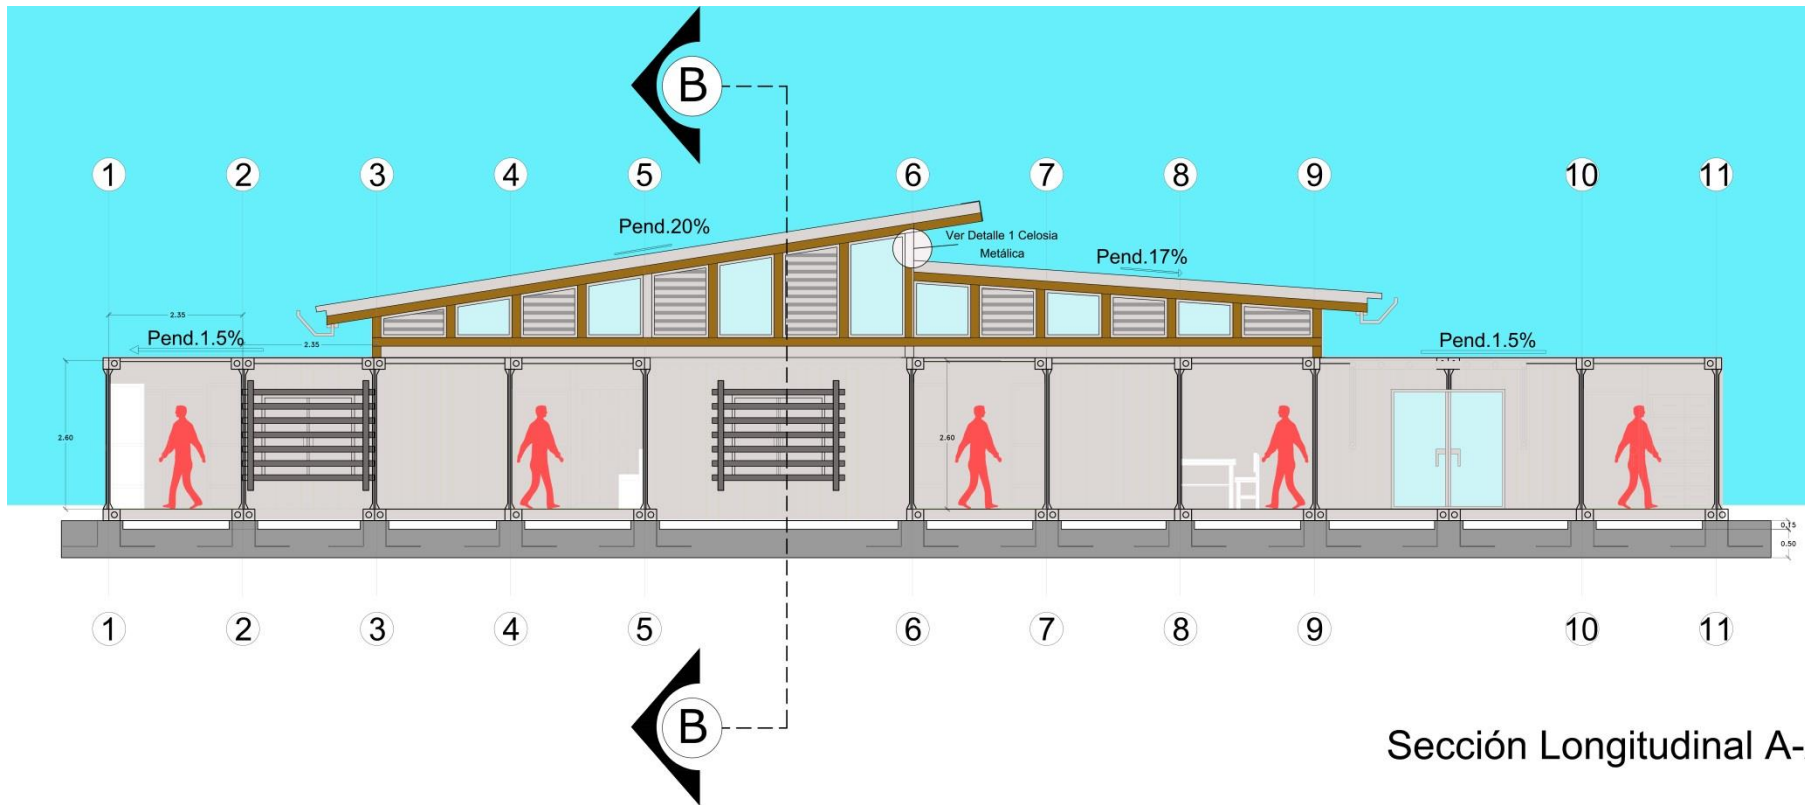 B
1 2 3 4 5 6 7 8 9 10 11
Pend.20%
Ver Detalle 1 Celosia
Metálica
Pend.17%
2.35
Pend.1.5%
2.35
Pend.1.5%
2.60
2.60
0.15
0.50
1 2 3 4 5 6 7 8 9 10 11
B
Sección Longitudinal A-